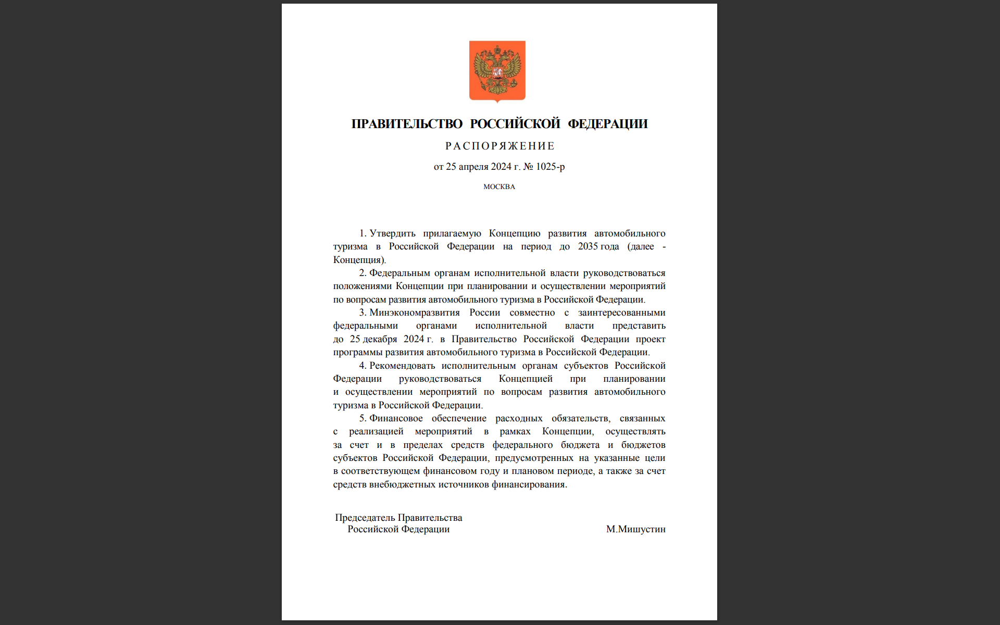 ПРАВИТЕЛЬСТВО РОССИЙСКОЙ ФЕДЕРАЦИИ
РАСПОРЯЖЕНИЕ
от 25 апреля 2024 г. № 1025-р
МОСКВА
1. Утвердить прилагаемую Концепцию развития автомобильного
туризма в Российской Федерации на период до 2035 года (далее -
Концепция).
2. Федеральным органам исполнительной власти руководствоваться
положениями Концепции при планировании и осуществлении мероприятий
по вопросам развития автомобильного туризма в Российской Федерации.
3. Минэкономразвития России совместно с заинтересованными
федеральными органами исполнительной власти представить
до 25 декабря 2024 г. в Правительство Российской Федерации проект
программы развития автомобильного туризма в Российской Федерации.
4. Рекомендовать исполнительным органам субъектов Российской
Федерации руководствоваться Концепцией при планировании
и осуществлении мероприятий по вопросам развития автомобильного
туризма в Российской Федерации.
5. Финансовое обеспечение расходных обязательств, связанных
с реализацией мероприятий в рамках Концепции, осуществлять
за счет и в пределах средств федерального бюджета и бюджетов
субъектов Российской Федерации, предусмотренных на указанные цели
в соответствующем финансовом году и плановом периоде, а также за счет
средств внебюджетных источников финансирования.
Председатель Правительства
Российской Федерации М.Мишустин